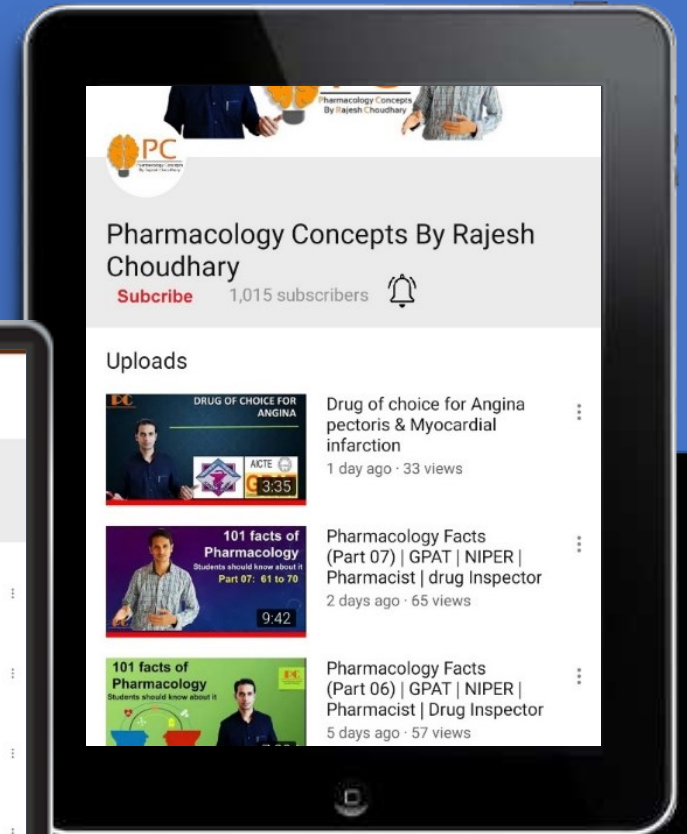 Pharmacology Concepts
By Rajesh Choudhary
PC
Pharmacology Concepts By Rajesh
Choudhary
Subcribe 1,015 subscribers
Uploads
PC
DRUG OF CHOICE FOR
ANGINA
AICTE
3:35
Drug of choice for Angina
pectoris & Myocardial
infarction
1 day ago · 33 views
101 facts of
Pharmacology
Students should know about it
Part 07: 61 to 70
9:42
Pharmacology Facts
(Part 07) | GPAT | NIPER |
Pharmacist | drug Inspector
2 days ago · 65 views
101 facts of
Pharmacology
Students should know about it
PC
Pharmacology Facts
(Part 06) | GPAT | NIPER |
Pharmacist | Drug Inspector
5 days ago · 57 views